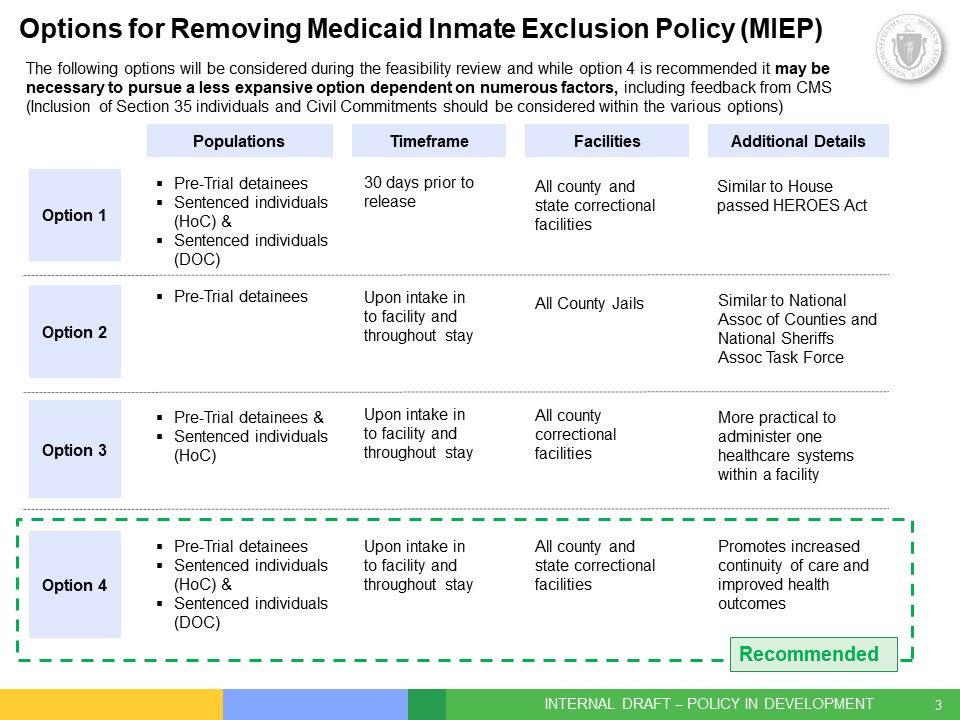 Options for Removing Medicaid Inmate Exclusion Policy (MIEP)
The following options will be considered during the feasibility review and while option 4 is recommended it may be
necessary to pursue a less expansive option dependent on numerous factors, including feedback from CMS
(Inclusion of Section 35 individuals and Civil Commitments should be considered within the various options)
Populations
Timeframe
Facilities
Additional Details
Option 1
▪ Pre-Trial detainees
▪ Sentenced individuals
(HoC) &
▪ Sentenced individuals
(DOC)
30 days prior to
release
All county and
state correctional
facilities
Similar to House
passed HEROES Act
Option 2
▪ Pre-Trial detainees
Upon intake in
to facility and
throughout stay
All County Jails
Similar to National
Assoc of Counties and
National Sheriffs
Assoc Task Force
Option 3
▪ Pre-Trial detainees &
▪ Sentenced individuals
(HoC)
Upon intake in
to facility and
throughout stay
All county
correctional
facilities
More practical to
administer one
healthcare systems
within a facility
Option 4
▪ Pre-Trial detainees
▪ Sentenced individuals
(HoC) &
▪ Sentenced individuals
(DOC)
Upon intake in
to facility and
throughout stay
All county and
state correctional
facilities
Promotes increased
continuity of care and
improved health
outcomes
Recommended
INTERNAL DRAFT – POLICY IN DEVELOPMENT
3